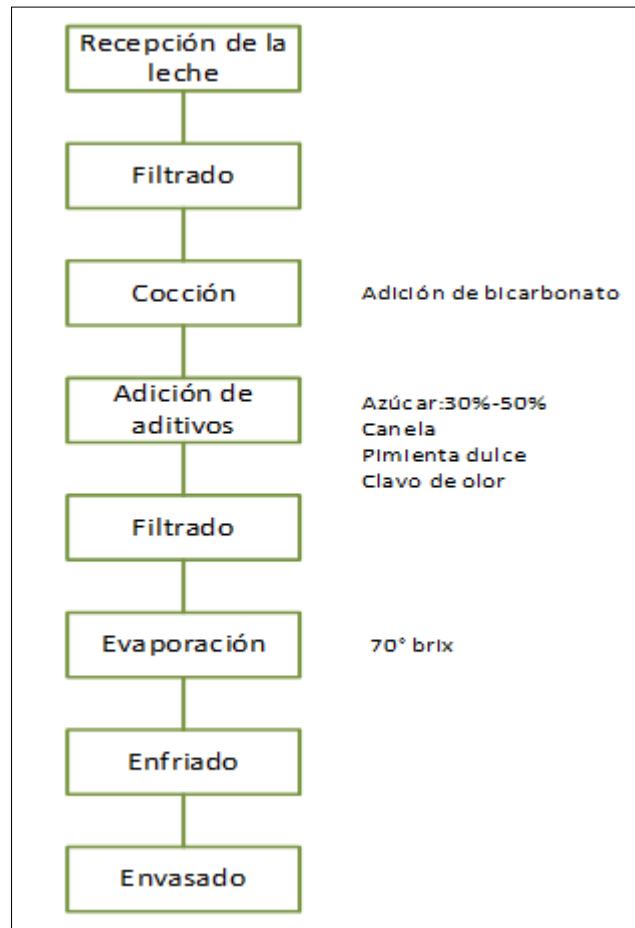 Recepción de la
leche
Filtrado
Cocción
Adición de bicarbonato
Adición de
aditivos
Azúcar:30%-50%
Canela
Pimienta dulce
Clavo de olor
Filtrado
Evaporación
70° brix
Enfriado
Envasado